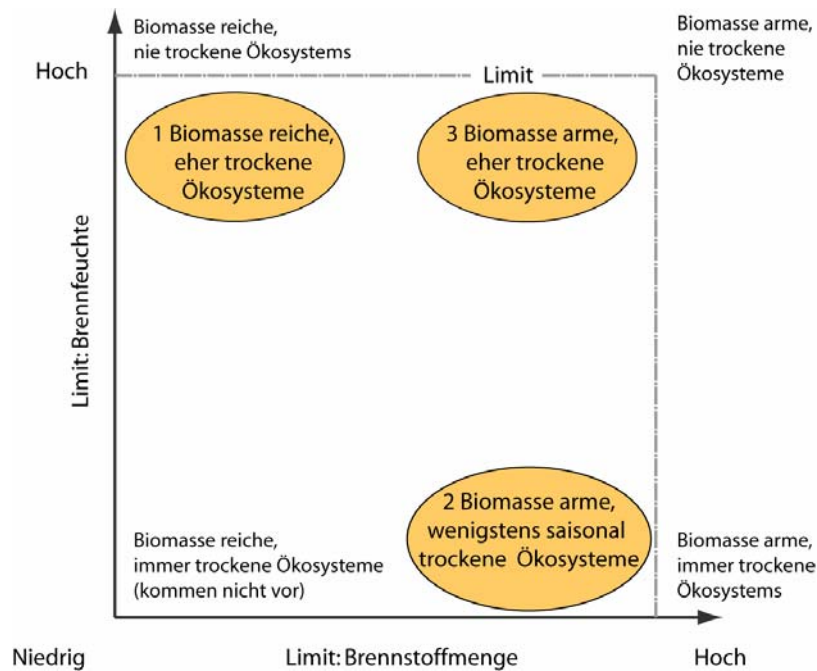 Biomasse reiche,
nie trockene Ökosystems
Biomasse arme,
nie trockene
Ökosysteme
Hoch
Limit
1 Biomasse reiche,
eher trockene
Ökosysteme
3 Biomasse arme,
eher trockene
Ökosysteme
Limit: Brennfeuchte
2 Biomasse arme,
wenigstens saisonal
trockene Ökosysteme
Biomasse reiche,
immer trockene Ökosysteme
(kommen nicht vor)
Biomasse arme,
immer trockene
Ökosystems
Niedrig
Limit: Brennstoffmenge
Hoch